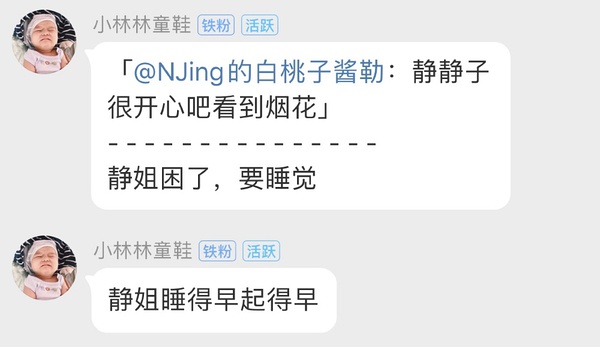 小林林童鞋 铁粉 活跃
「@NJing的白桃子酱勒：静静子
很开心吧看到烟花」
- - - - - - - - - - - - - - -
静姐困了，要睡觉
小林林童鞋 铁粉 活跃
静姐睡得早起得早